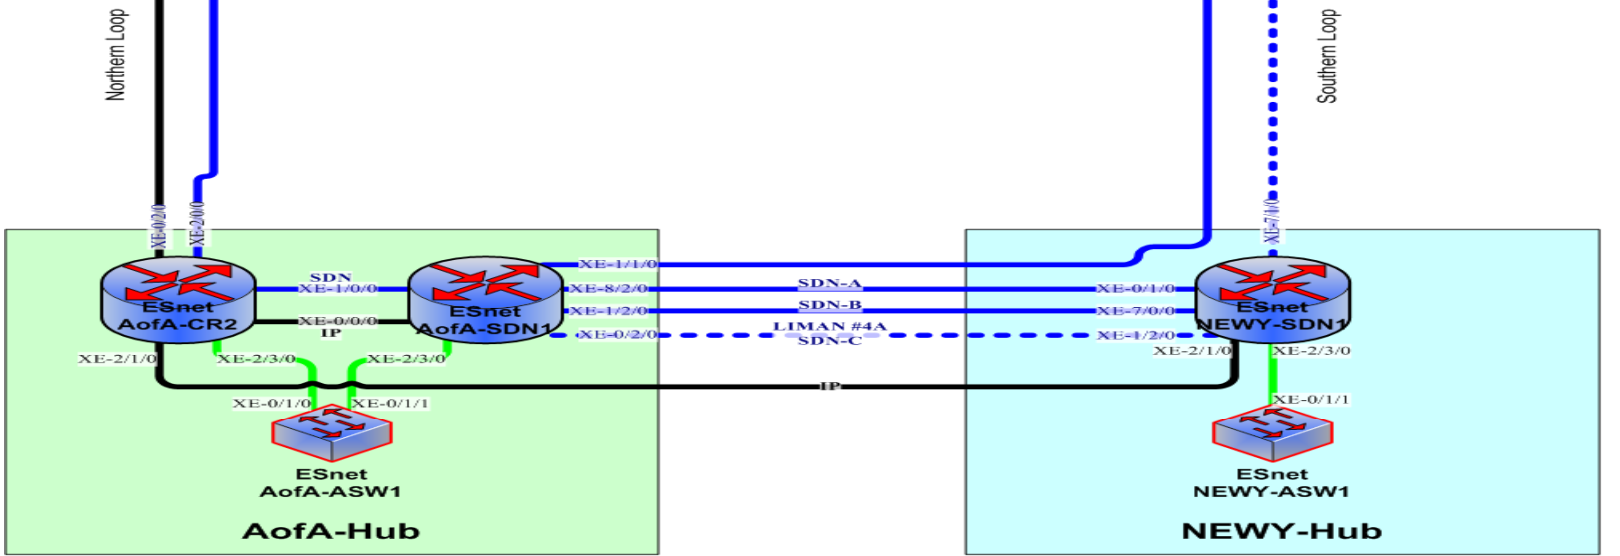 Northern Loop
Southern Loop
XE-0/2/0
XE-2/0/0
XE-7/1/0
XE-1/1/0
SDN
XE-1/0/0
XE-8/2/0
SDN-A
XE-0/1/0
ESnet
AofA-CR2
XE-0/0/0
IP
ESnet
AofA-SDN1
XE-1/2/0
SDN-B
XE-7/0/0
ESnet
NEWY-SDN1
XE-0/2/0
LIMAN #4A
SDN-C
XE-1/2/0
XE-2/1/0
XE-2/3/0
XE-2/3/0
XE-2/1/0
XE-2/3/0
IP
XE-0/1/0
XE-0/1/1
XE-0/1/1
ESnet
AofA-ASW1
ESnet
NEWY-ASW1
AofA-Hub
NEWY-Hub